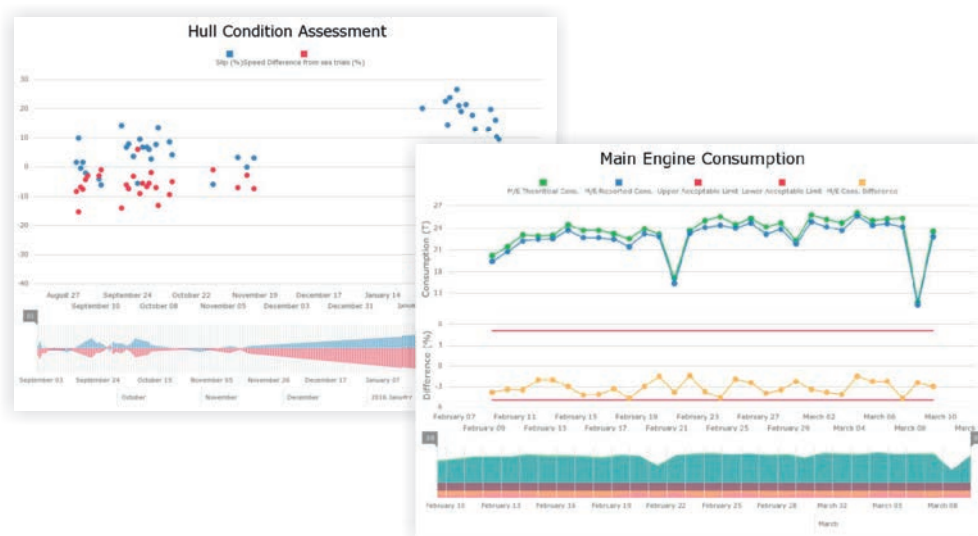 Hull Condition Assessment
Slip (%) Speed Difference from sea trials (%)
30
20
10
0
-10
-20
-30
-40
August 27 September 24 October 22 November 19 December 17 January 14
September 10 October 08 November 05 December 03 December 31 January
September 03 September 24 October 15 November 05 November 26 December 17 January 07
October November December 2016 January
Main Engine Consumption
M/E Theoritical Cons. M/E Reported Cons. Upper Acceptable Limit Lower Acceptable Limit M/E Cons. Difference
Consumption (T)
27
24
21
Difference (%)
February 07 February 11 February 15 February 19 February 23 February 27 March 02 March 06 March 10
February 09 February 13 February 17 February 21 February 25 February 29 March 04 March 08 March
February 10 February 13 February 16 February 19 February 22 February 25 February 28 March 02 March 05 March 08
March